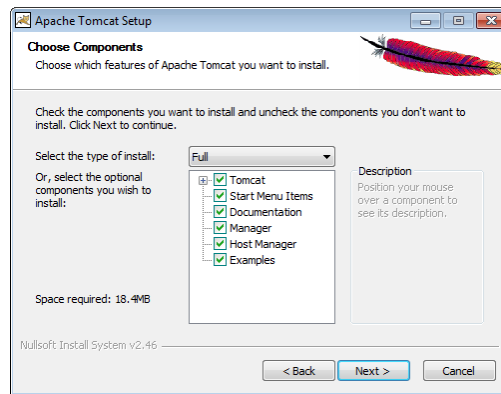 Apache Tomcat Setup
Choose Components
Choose which features of Apache Tomcat you want to install.
Check the components you want to install and uncheck the components you don't want to
install. Click Next to continue.
Select the type of install:
Full
Or, select the optional
components you wish to
install:
Tomcat
Start Menu Items
Documentation
Manager
Host Manager
Examples
Description
Position your mouse
over a component to
see its description.
Space required: 18.4MB
Nullsoft Install System v2.46
< Back
Next >
Cancel